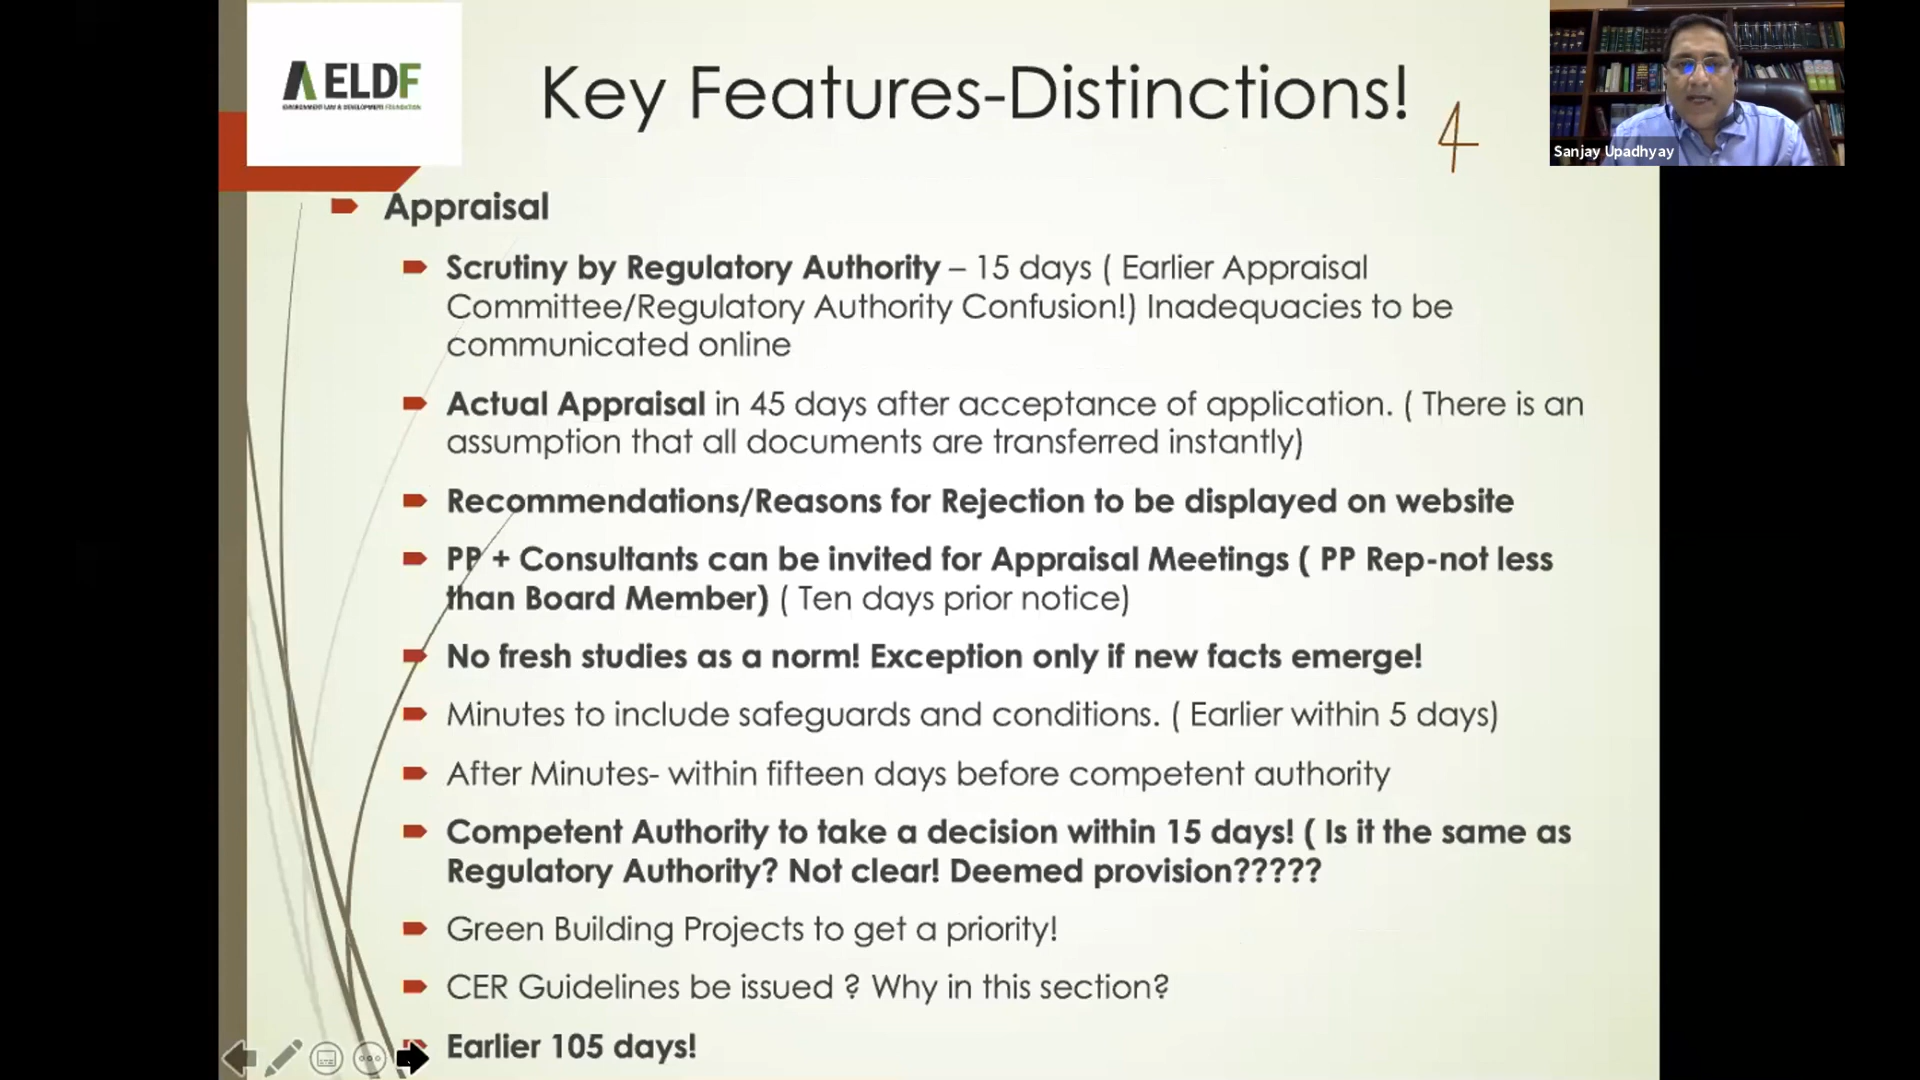 AELDF
ENVIRONMENT LAW & DEVELOPMENT FOUNDATION
Key Features-Distinctions!
4
Sanjay Upadhyay
Appraisal
Scrutiny by Regulatory Authority – 15 days ( Earlier Appraisal
Committee/Regulatory Authority Confusion!) Inadequacies to be
communicated online
Actual Appraisal in 45 days after acceptance of application. ( There is an
assumption that all documents are transferred instantly)
Recommendations/Reasons for Rejection to be displayed on website
PP + Consultants can be invited for Appraisal Meetings ( PP Rep-not less
than Board Member) ( Ten days prior notice)
No fresh studies as a norm! Exception only if new facts emerge!
Minutes to include safeguards and conditions. ( Earlier within 5 days)
After Minutes- within fifteen days before competent authority
Competent Authority to take a decision within 15 days! ( Is it the same as
Regulatory Authority? Not clear! Deemed provision?????
Green Building Projects to get a priority!
CER Guidelines be issued ? Why in this section?
Earlier 105 days!